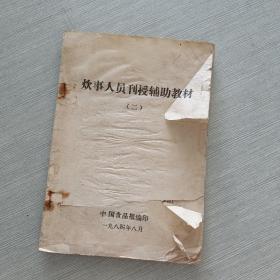 炊事人员刊授辅助教材
（二）
中国食品报编印
一九八四年八月